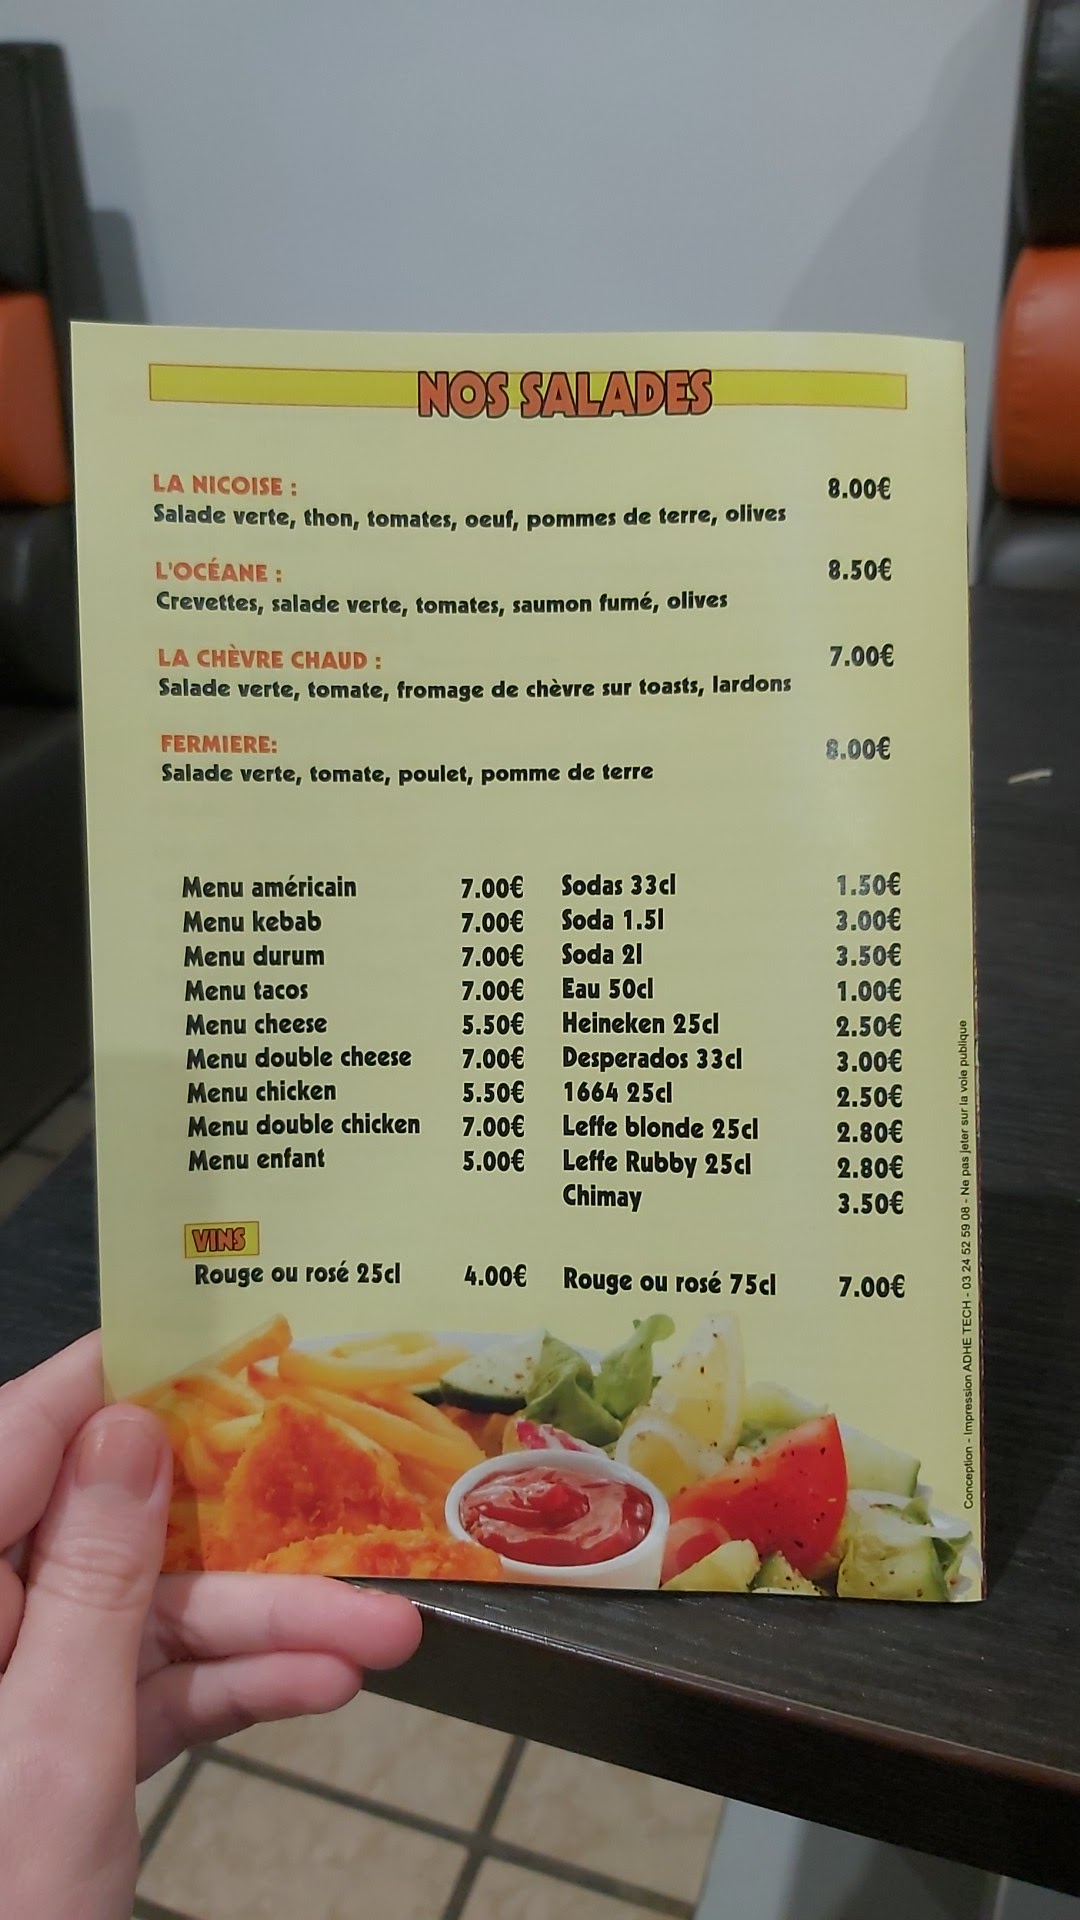 NOS SALADES
LA NICOISE : 8.00€
Salade verte, thon, tomates, oeuf, pommes de terre, olives
L'OCÉANE : 8.50€
Crevettes, salade verte, tomates, saumon fumé, olives
LA CHÈVRE CHAUD : 7.00€
Salade verte, tomate, fromage de chèvre sur toasts, lardons
FERMIERE: 8.00€
Salade verte, tomate, poulet, pomme de terre
Menu américain 7.00€
Menu kebab 7.00€
Menu durum 7.00€
Menu tacos 7.00€
Menu cheese 5.50€
Menu double cheese 7.00€
Menu chicken 5.50€
Menu double chicken 7.00€
Menu enfant 5.00€
Sodas 33cl 1.50€
Soda 1.5l 3.00€
Soda 2l 3.50€
Eau 50cl 1.00€
Heineken 25cl 2.50€
Desperados 33cl 3.00€
1664 25cl 2.50€
Leffe blonde 25cl 2.80€
Leffe Rubby 25cl 2.80€
Chimay 3.50€
VINS
Rouge ou rosé 25cl 4.00€
Rouge ou rosé 75cl 7.00€
Conception - Impression ADHE TECH - 03 24 52 59 08 - Ne pas jeter sur la voie publique